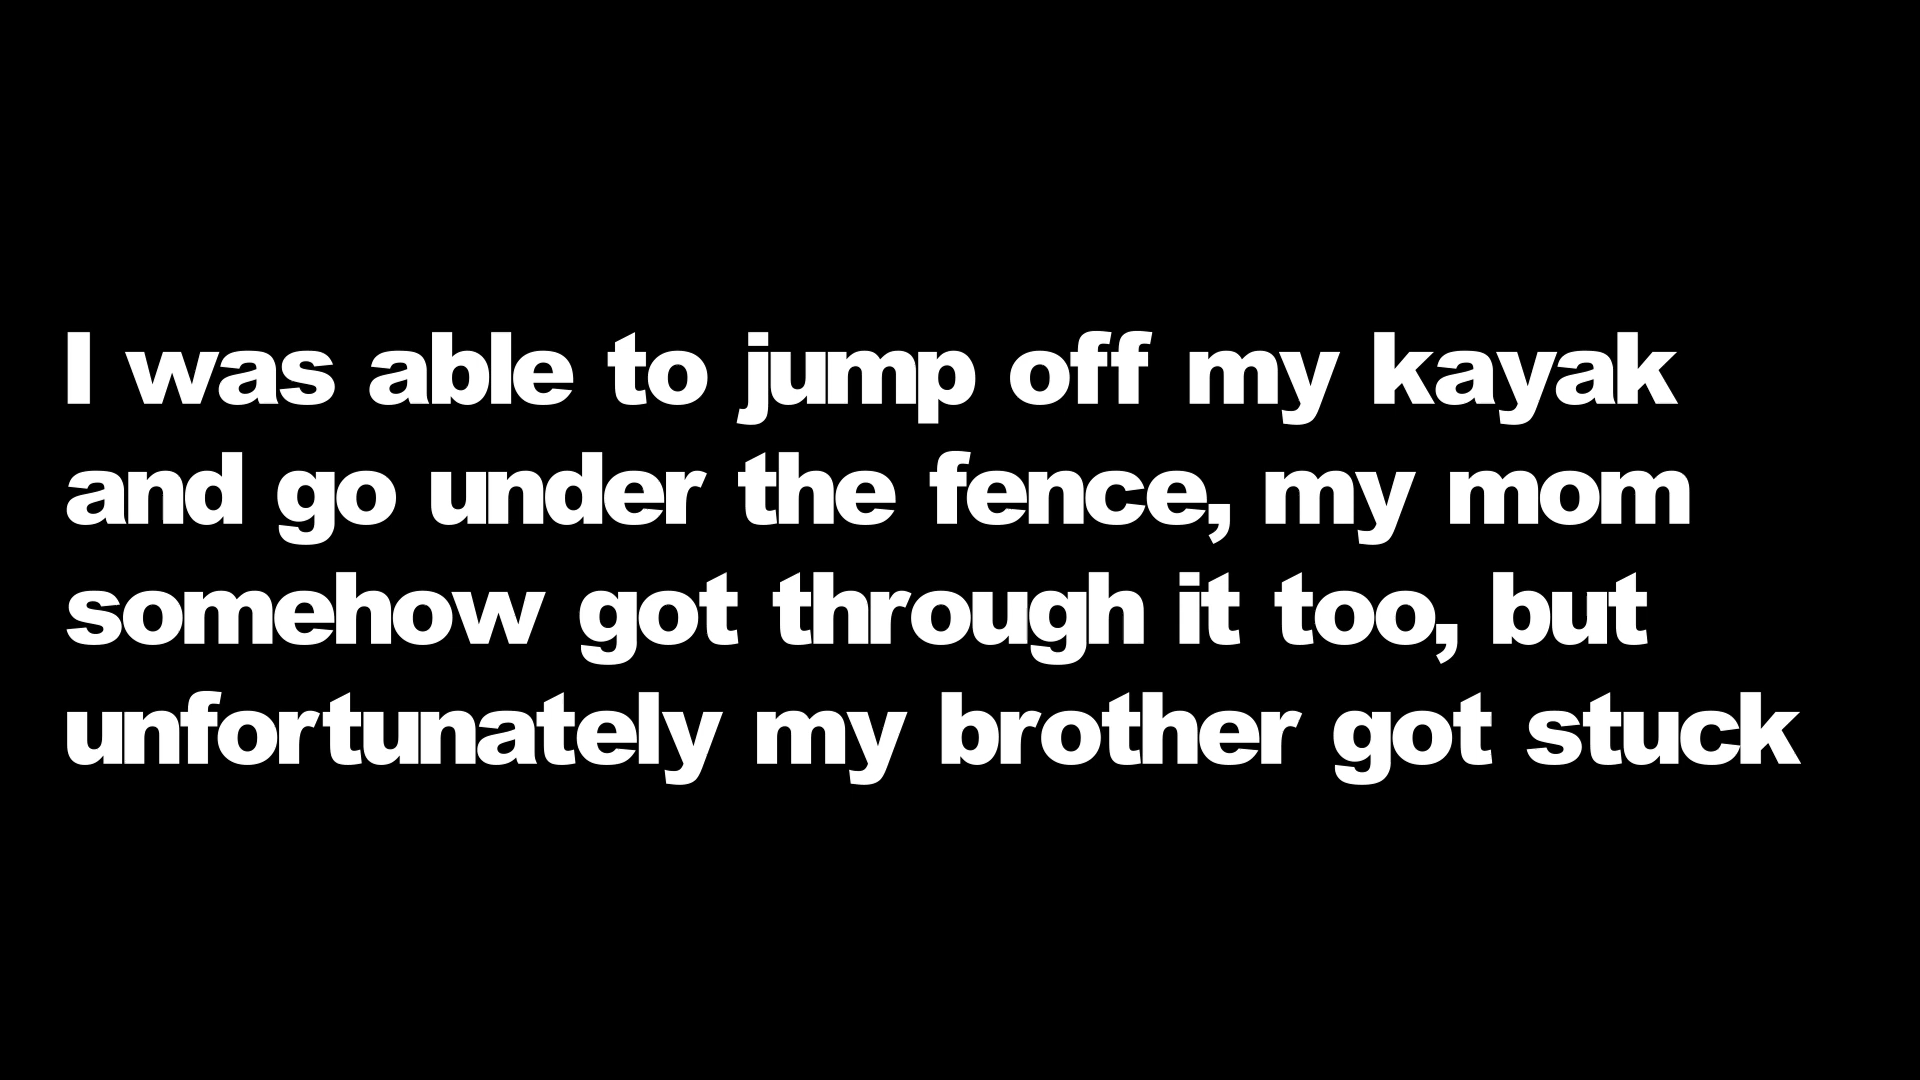 I was able to jump off my kayak
and go under the fence, my mom
somehow got through it too, but
unfortunately my brother got stuck